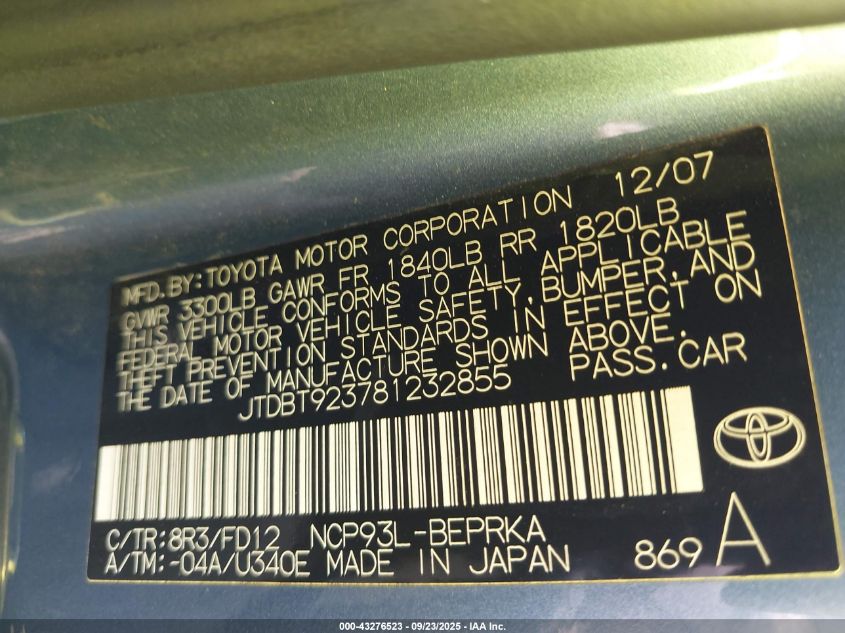 MFD. BY: TOYOTA MOTOR CORPORATION 12/07
GVWR 3300LB GAWR FR 1840LB RR 1820LB
THIS VEHICLE CONFORMS TO ALL APPLICABLE
FEDERAL MOTOR VEHICLE SAFETY, BUMPER, AND
THEFT PREVENTION STANDARDS IN EFFECT ON
THE DATE OF MANUFACTURE SHOWN ABOVE.
JTDBT923781232855 PASS. CAR
C/TR: 8R3/FD12 NCP93L-BEPRKA
A/TM: -04A/U340E MADE IN JAPAN 869 A
000-43276523 - 09/23/2025 - IAA Inc.